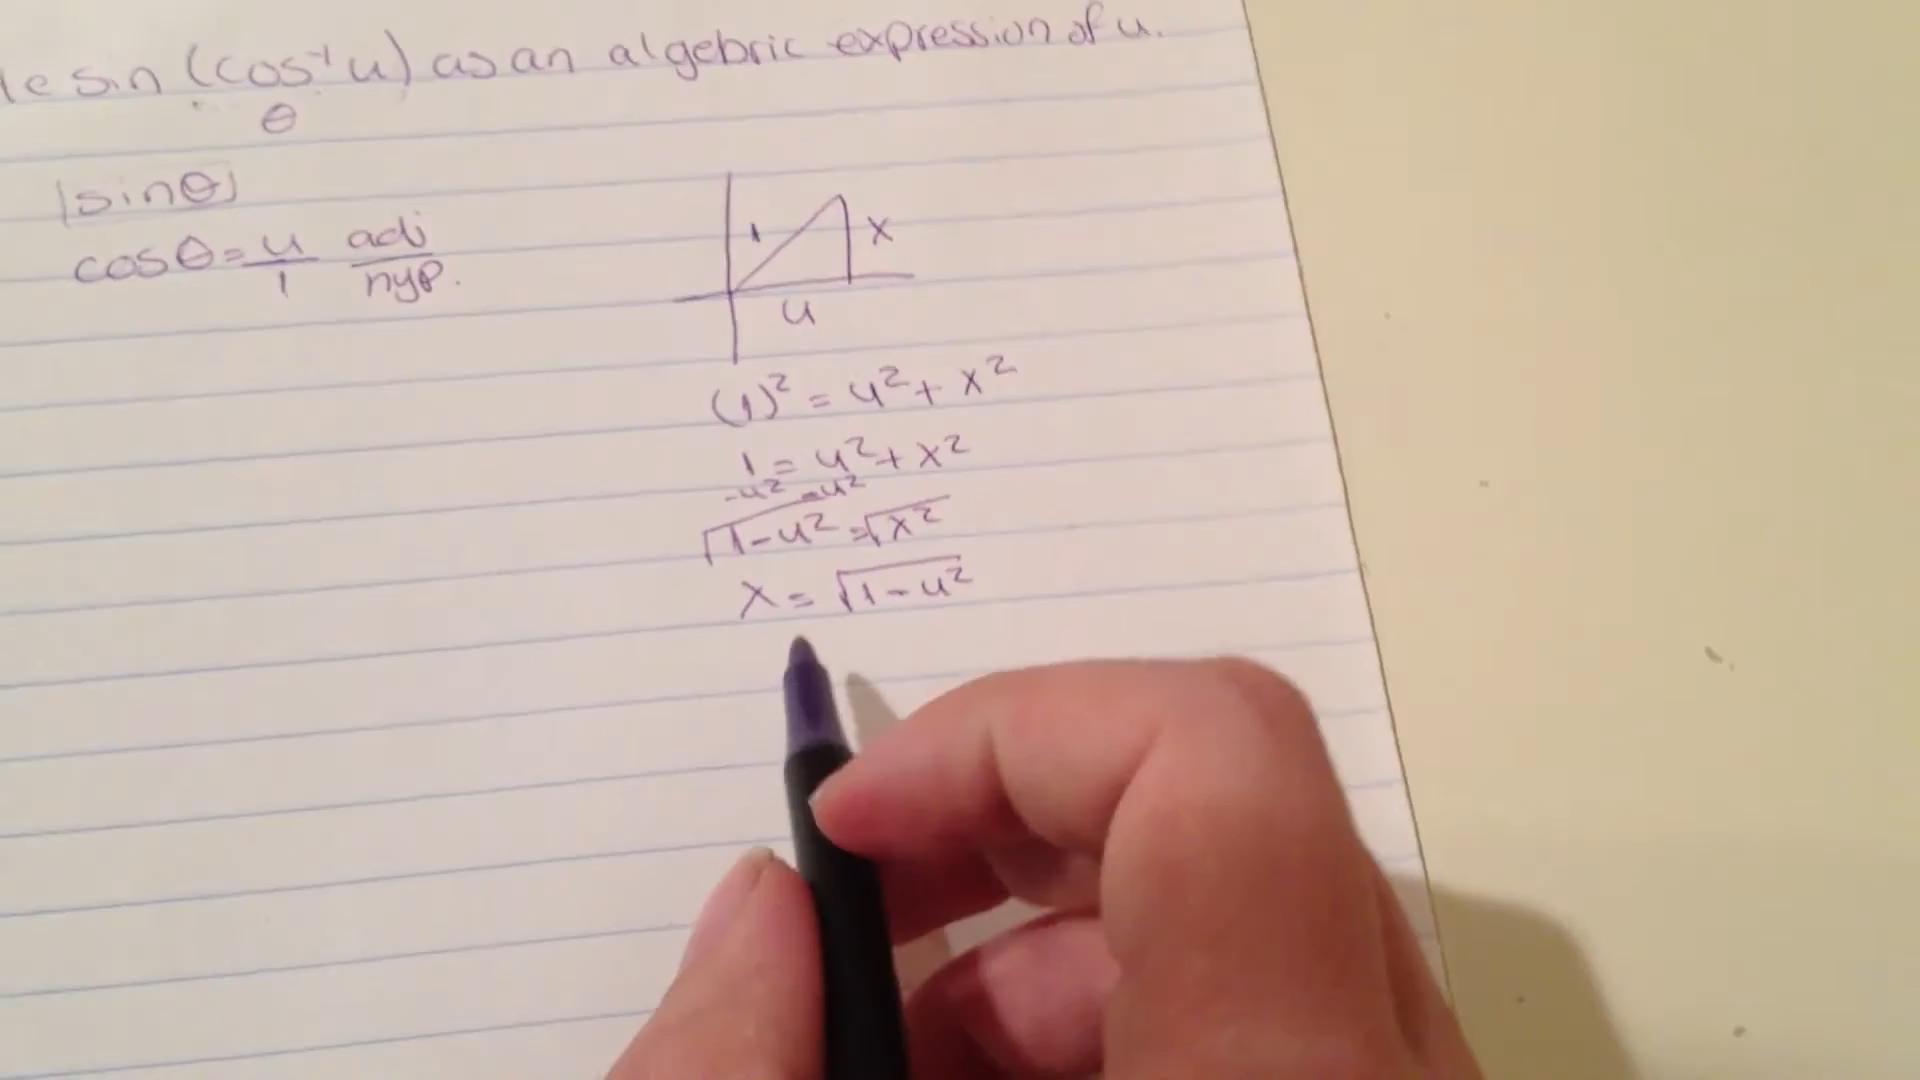 le sin (cos⁻¹ u) as an algebric expression of u.
θ
|sinθ|
cosθ = u/1 adj/hyp.
1
x
u
(1)² = u² + x²
1 = u² + x²
-u² -u²
√1-u² = √x²
x = √1-u²